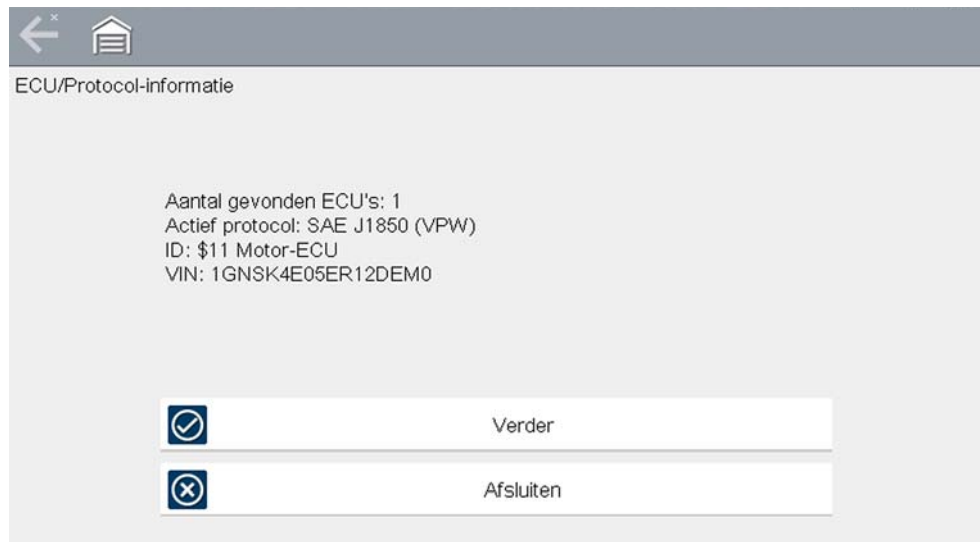 ECU/Protocol-informatie
Aantal gevonden ECU's: 1
Actief protocol: SAE J1850 (VPW)
ID: $11 Motor-ECU
VIN: 1GNSK4E05ER12DEM0
Verder
Afsluiten